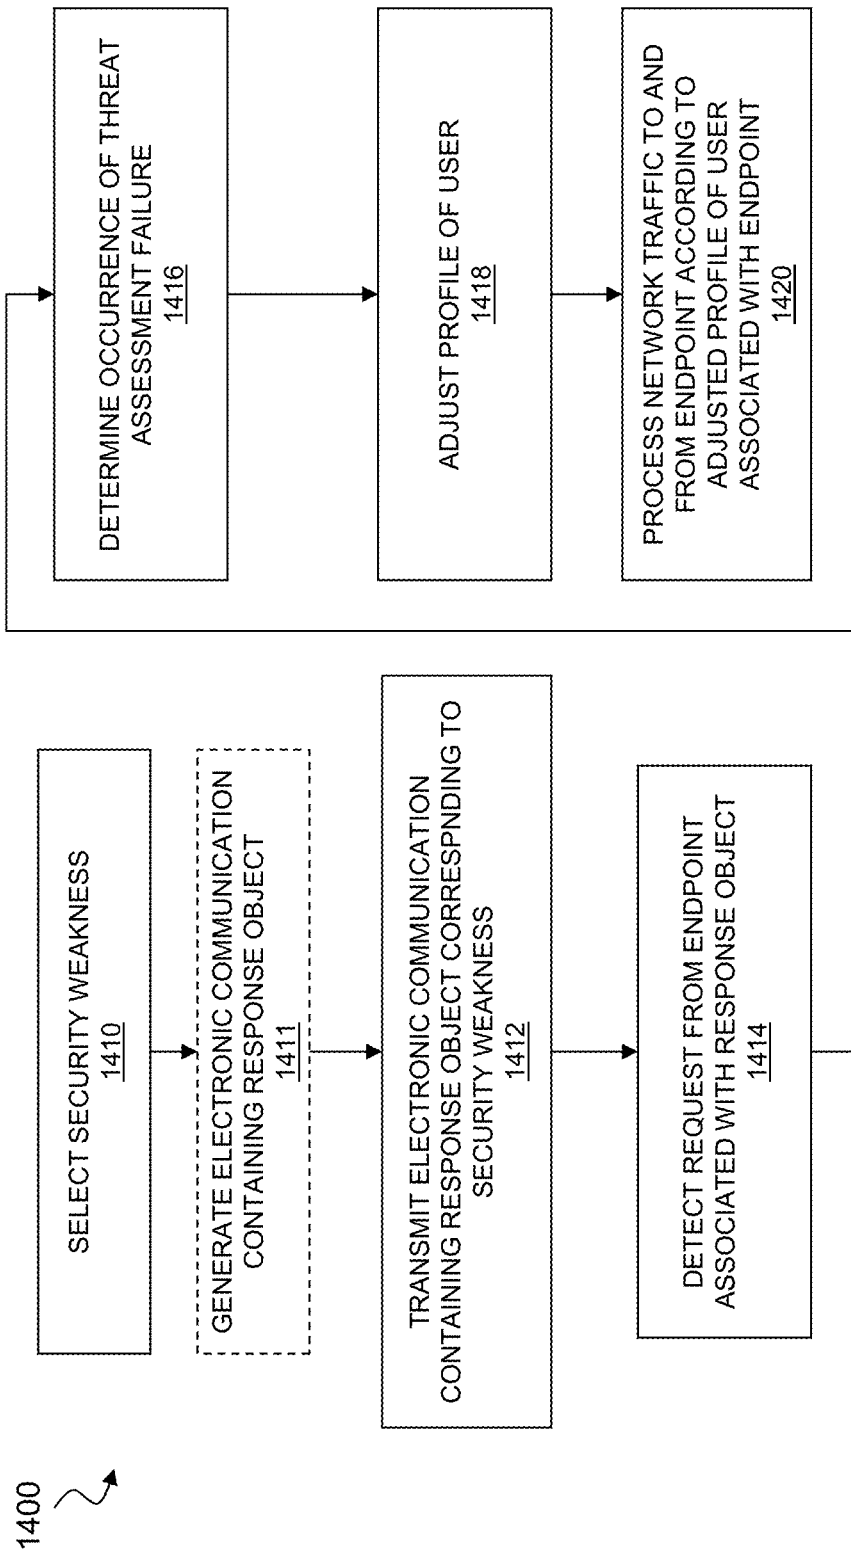 1400
SELECT SECURITY WEAKNESS
1410
GENERATE ELECTRONIC COMMUNICATION
CONTAINING RESPONSE OBJECT
1411
TRANSMIT ELECTRONIC COMMUNICATION
CONTAINING RESPONSE OBJECT CORRESPNDING TO
SECURITY WEAKNESS
1412
DETECT REQUEST FROM ENDPOINT
ASSOCIATED WITH RESPONSE OBJECT
1414
DETERMINE OCCURRENCE OF THREAT
ASSESSMENT FAILURE
1416
ADJUST PROFILE OF USER
1418
PROCESS NETWORK TRAFFIC TO AND
FROM ENDPOINT ACCORDING TO
ADJUSTED PROFILE OF USER
ASSOCIATED WITH ENDPOINT
1420